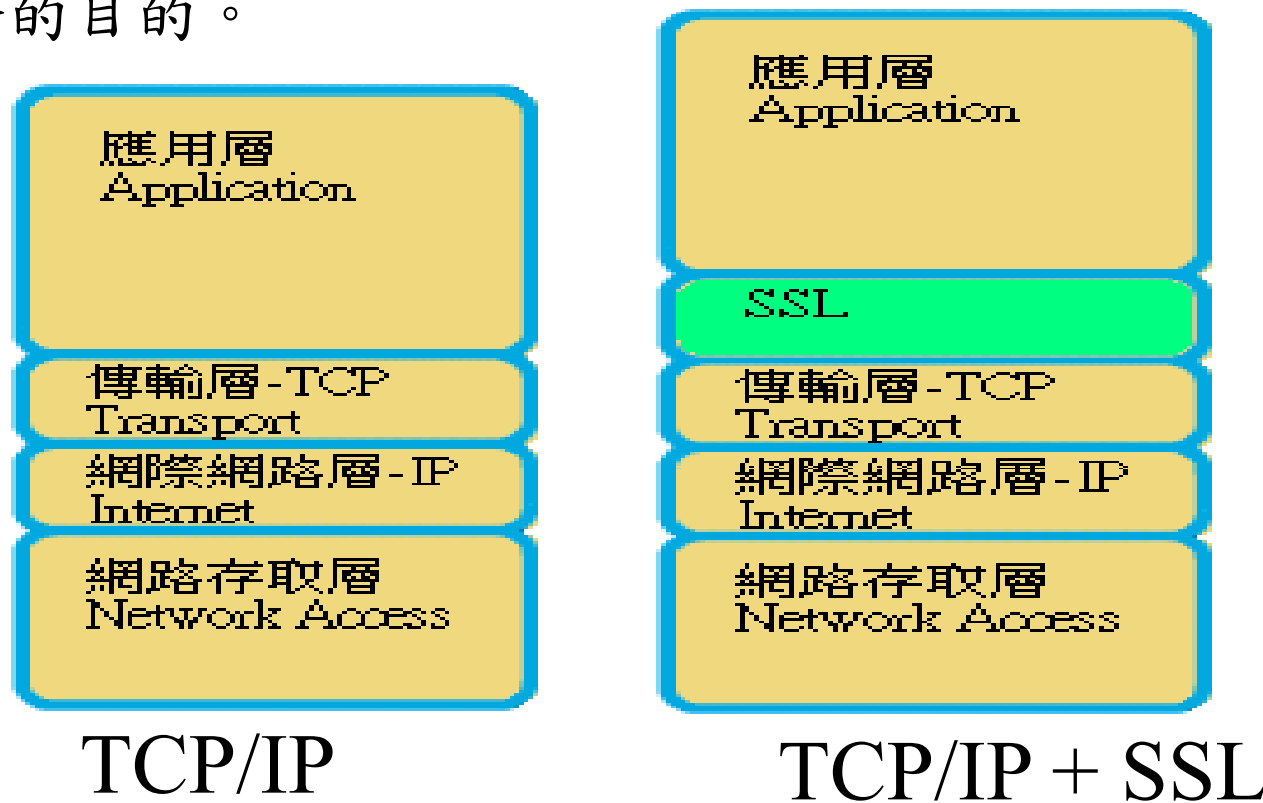 的目的。
應用層
Application
傳輸層-TCP
Transport
網際網路層-IP
Internet
網路存取層
Network Access
TCP/IP
應用層
Application
SSL
傳輸層-TCP
Transport
網際網路層-IP
Internet
網路存取層
Network Access
TCP/IP + SSL